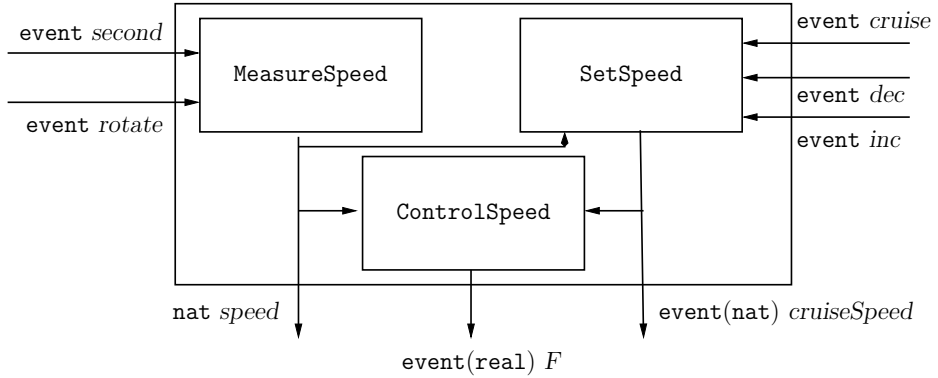 event second
event cruise
MeasureSpeed
SetSpeed
event rotate
event dec
event inc
ControlSpeed
nat speed
event(nat) cruiseSpeed
event(real) F